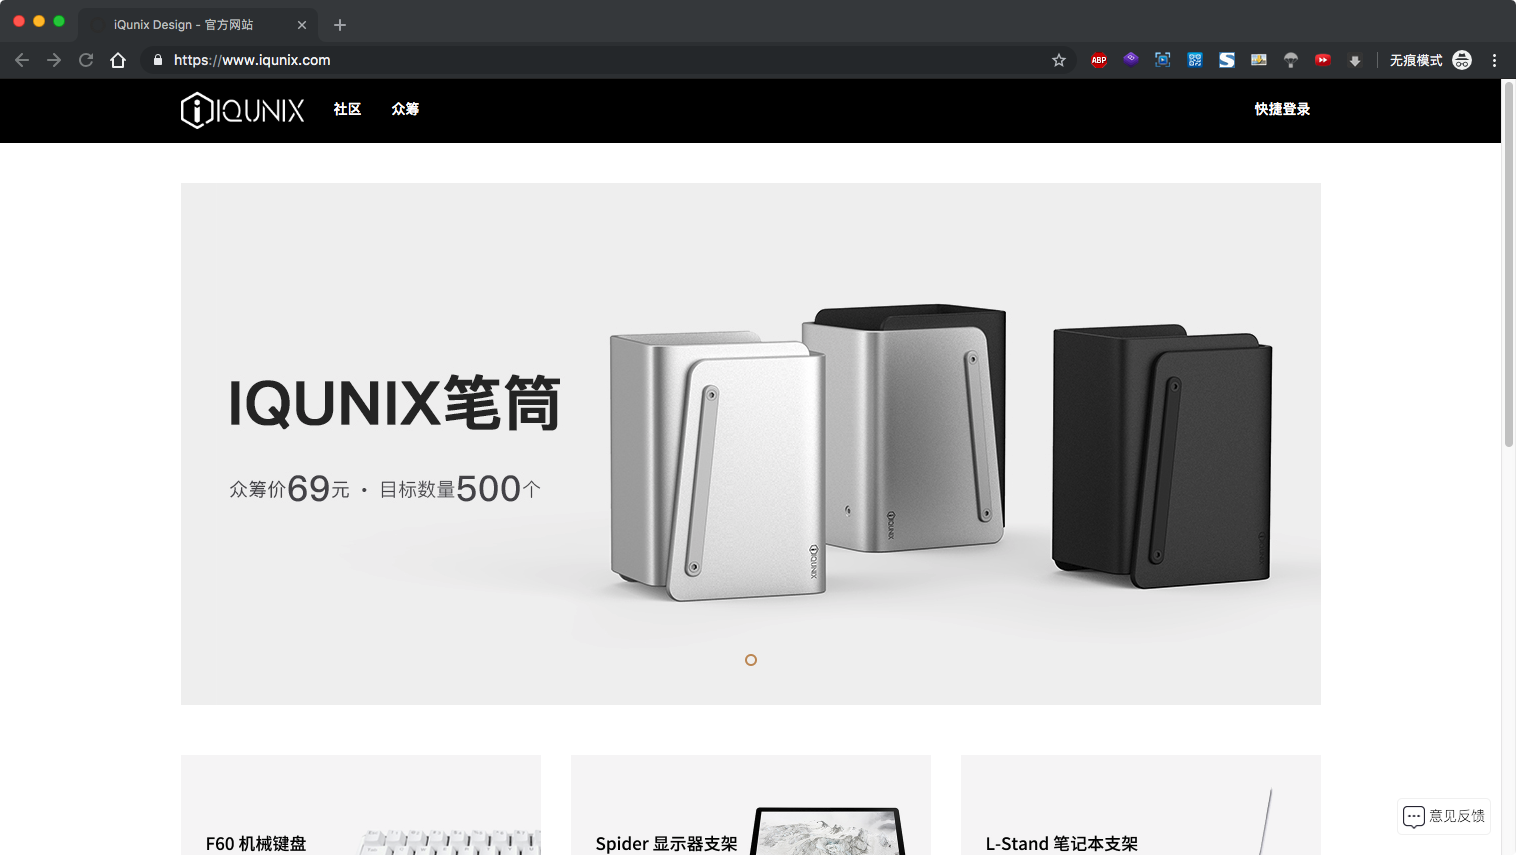 iQunix Design - 官方网站
https://www.iqunix.com
ABP
无痕模式
IQUNIX
社区
众筹
快捷登录
IQUNIX笔筒
众筹价69元 · 目标数量500个
IQUNIX
IQUNIX
F60 机械键盘
Spider 显示器支架
L-Stand 笔记本支架
意见反馈